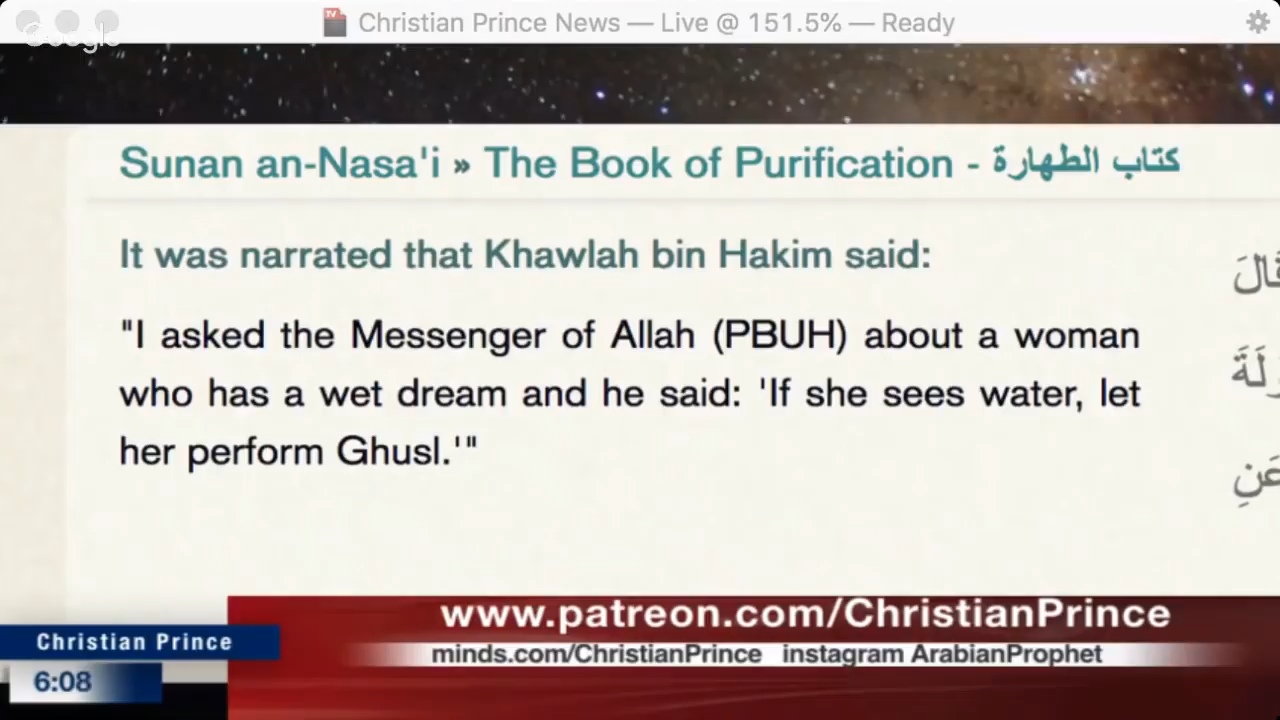 Christian Prince News — Live @ 151.5% — Ready
Google
Sunan an-Nasa'i » The Book of Purification - كتاب الطهارة
It was narrated that Khawlah bin Hakim said:
"I asked the Messenger of Allah (PBUH) about a woman
who has a wet dream and he said: 'If she sees water, let
her perform Ghusl.'"
www.patreon.com/ChristianPrince
Christian Prince
minds.com/ChristianPrince instagram ArabianProphet
6:08